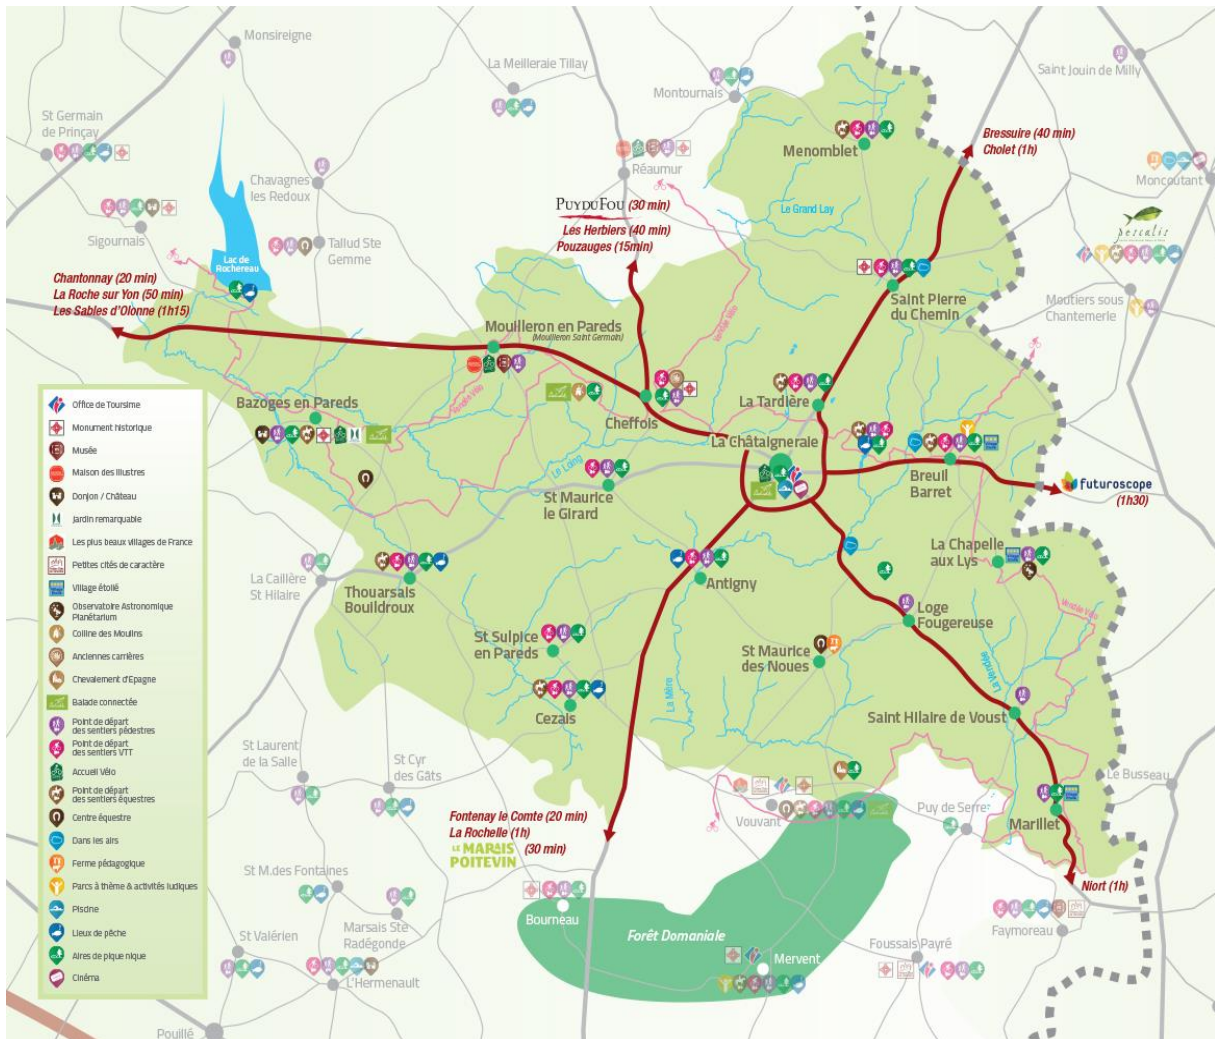 Monsireigne
La Meilleraie Tillay
Montournais
Saint Jouin de Milly
St Germain
de Prinçay
Bressuire (40 min)
Cholet (1h)
Menomblet
Réaumur
Chavagnes
les Redoux
Moncoutant
PUYDUFOU (30 min)
Les Herbiers (40 min)
Pouzauges (15min)
Le Grand Lay
pescalis
Sigournais
Tallud Ste
Gemme
Lac de
Rochereau
Chantonnay (20 min)
La Roche sur Yon (50 min)
Les Sables d'Olonne (1h15)
Saint Pierre
du Chemin
Moutiers sous
Chantemerle
Mouilleron en Pareds
(Mouilleron Saint Germain)
Vendée Vélo
Bazoges en Pareds
Vendée Vélo
Cheffois
La Tardière
La Châtaigneraie
Le Loing
Breuil
Barret
St Maurice
le Girard
futuroscope
(1h30)
La Chapelle
aux Lys
La Caillère
St Hilaire
Thouarsais
Bouildroux
Antigny
Loge
Fougereuse
Vendée Vélo
St Sulpice
en Pareds
St Maurice
des Noues
La Mère
La Vendée
Cezais
Saint Hilaire de Voust
St Laurent
de la Salle
St Cyr
des Gâts
Le Busseau
Vouvant
Puy de Serre
Marillet
Fontenay le Comte (20 min)
La Rochelle (1h)
LE MARAIS
POITEVIN (30 min)
Niort (1h)
St M.des Fontaines
Bourneau
Forêt Domaniale
Marsais Ste
Radégonde
St Valérien
Faymoreau
Foussais Payré
Mervent
L'Hermenault
Pouillé
Office de Toursime
Monument historique
Musée
Maison des Illustres
Donjon / Château
Jardin remarquable
Les plus beaux villages de France
Petites cités de caractère
Village étoilé
Observatoire Astronomique
Planétarium
Colline des Moulins
Anciennes carrières
Chevalement d'Epagne
Balade connectée
Point de départ
des sentiers pédestres
Point de départ
des sentiers VTT
Accueil Vélo
Point de départ
des sentiers équestres
Centre équestre
Dans les airs
Ferme pédagogique
Parcs à thème & activités ludiques
Piscine
Lieux de pêche
Aires de pique nique
Cinéma